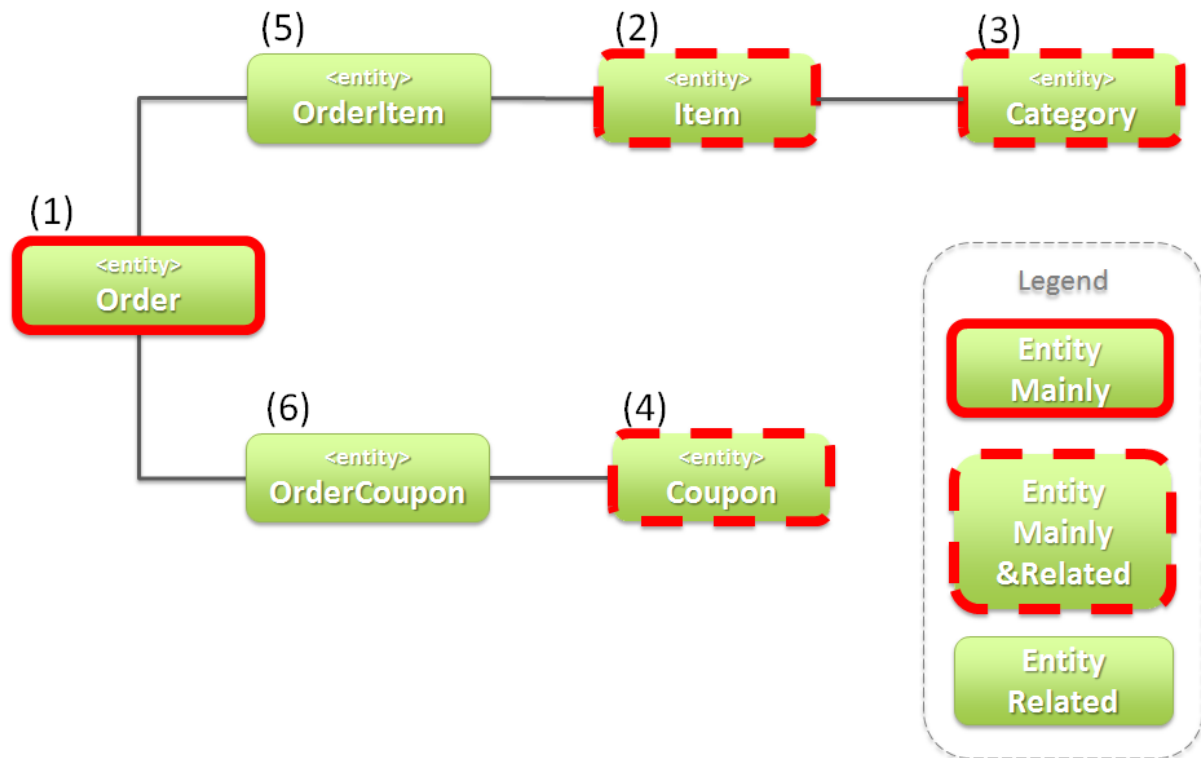 (5)
<entity>
OrderItem
(2)
<entity>
Item
(3)
<entity>
Category
(1)
<entity>
Order
(6)
<entity>
OrderCoupon
(4)
<entity>
Coupon
Legend
Entity
Mainly
Entity
Mainly
&Related
Entity
Related